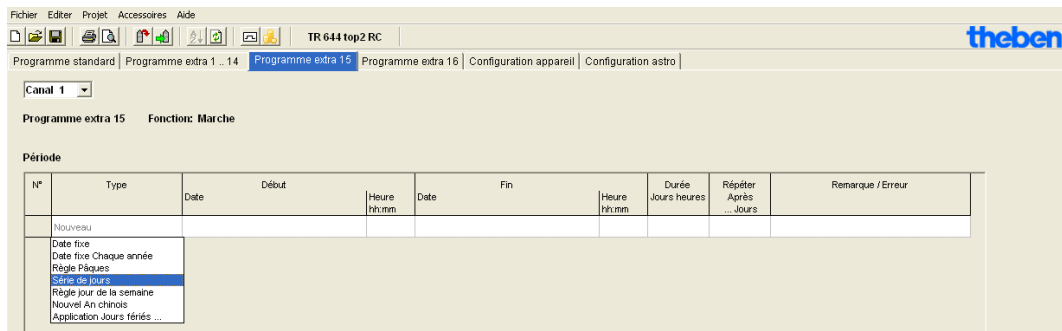 Fichier Editer Projet Accessoires Aide
TR 644 top2 RC
theben
Programme standard Programme extra 1 .. 14 Programme extra 15 Programme extra 16 Configuration appareil Configuration astro
Canal 1
Programme extra 15 Fonction: Marche
Période
N° Type Début Fin Durée Répéter Remarque / Erreur
Date Heure Date Heure Jours heures Après
hh:mm hh:mm ... Jours
Nouveau
Date fixe
Date fixe Chaque année
Règle Pâques
Série de jours
Règle jour de la semaine
Nouvel An chinois
Application Jours fériés ...